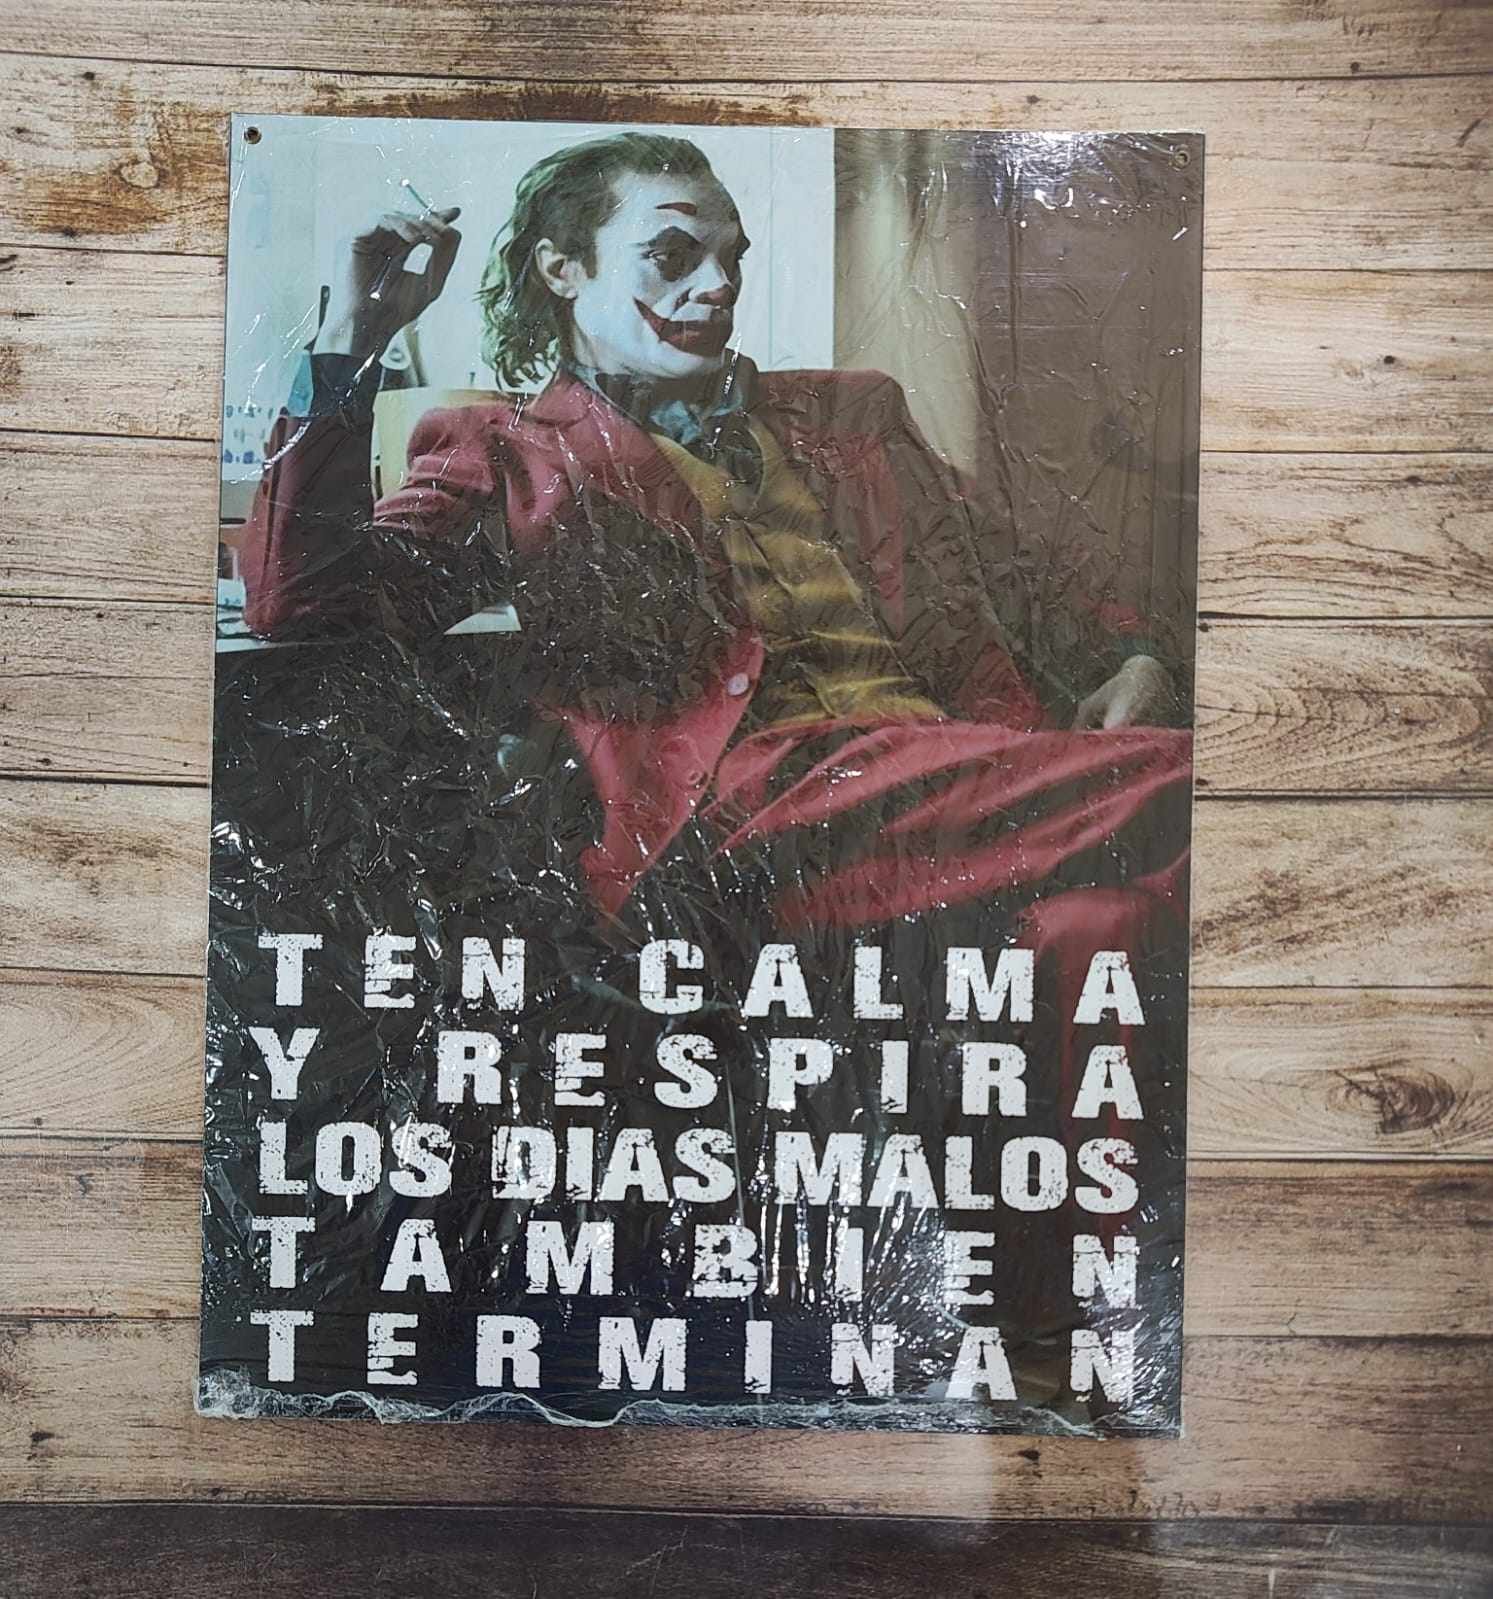 TEN CALMA
Y RESPIRA
LOS DIAS MALOS
TAMBIEN
TERMINAN